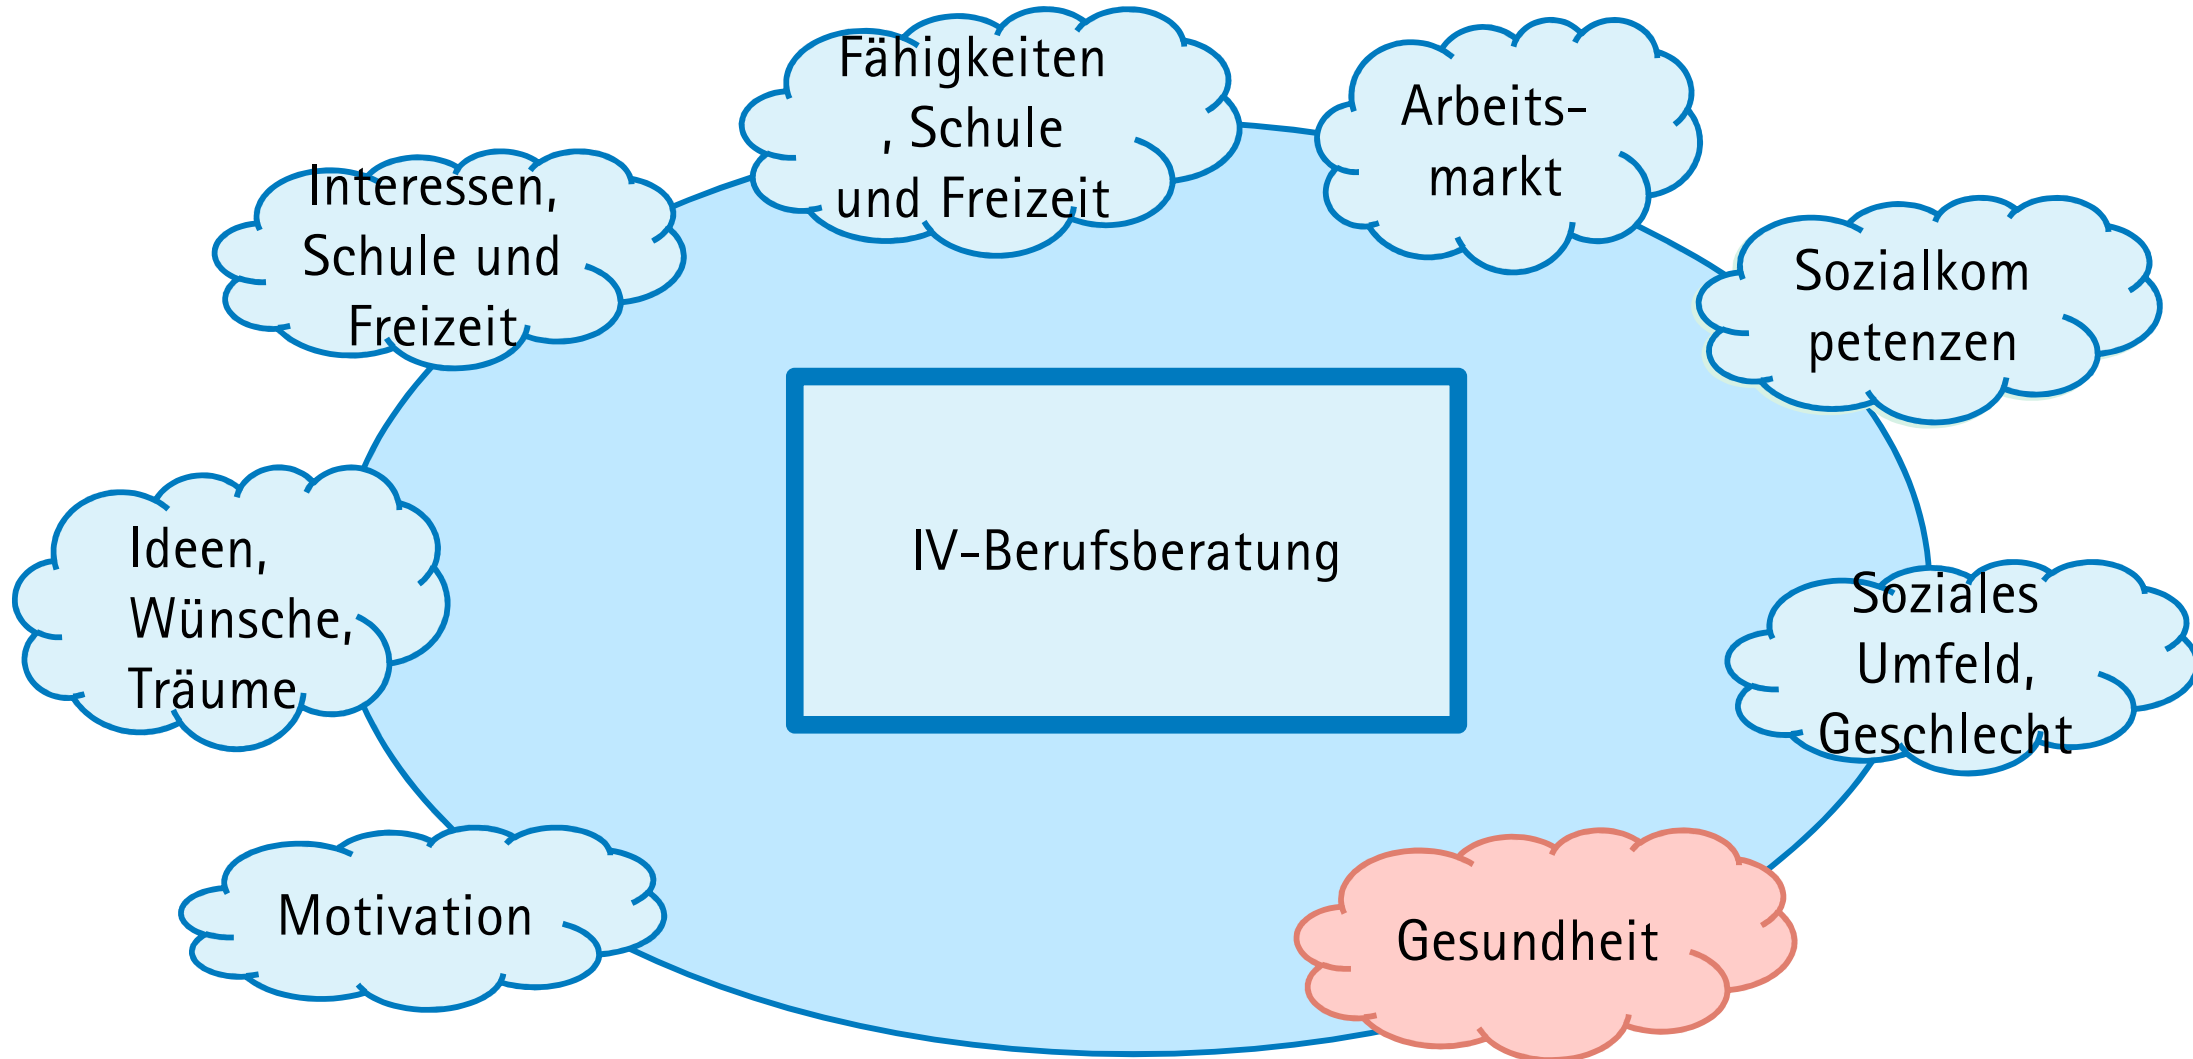 Fähigkeiten
, Schule
und Freizeit
Arbeits-
markt
Interessen,
Schule und
Freizeit
Sozialkom
petenzen
Ideen,
Wünsche,
Träume
IV-Berufsberatung
Soziales
Umfeld,
Geschlecht
Motivation
Gesundheit